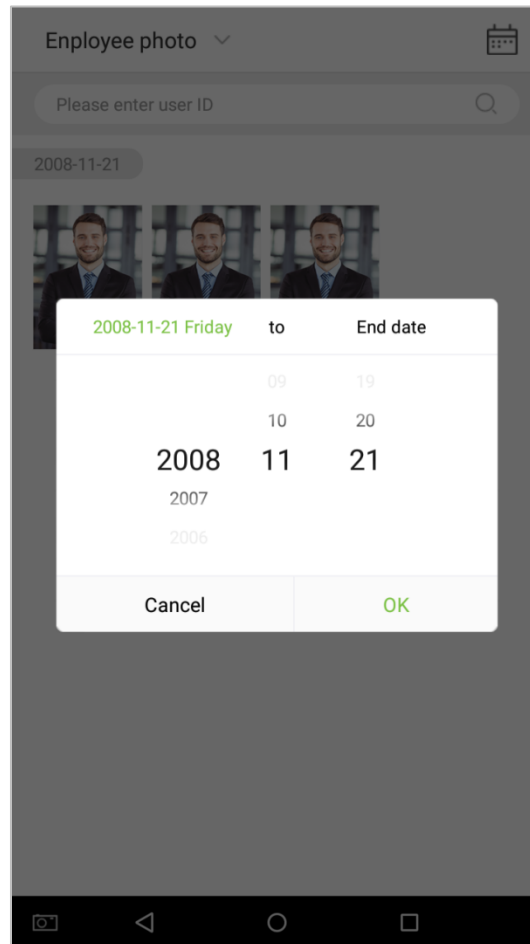 Enployee photo
Please enter user ID
2008-11-21
2008-11-21 Friday to End date
09 19
10 20
2008 11 21
2007
2006
Cancel OK